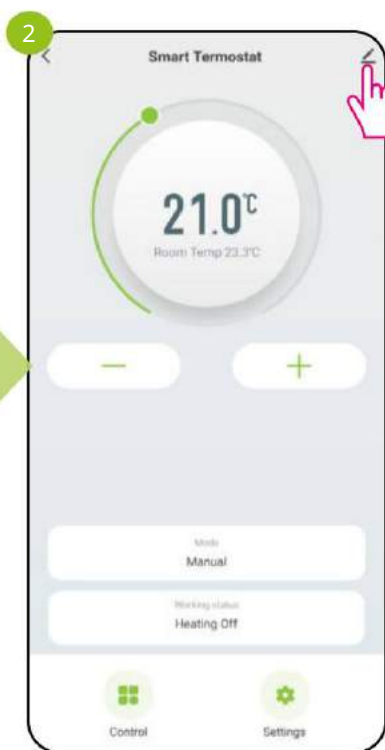 2
Smart Termostat
21.0℃
Room Temp 23.3℃
Mode
Manual
Working status
Heating Off
Control
Settings